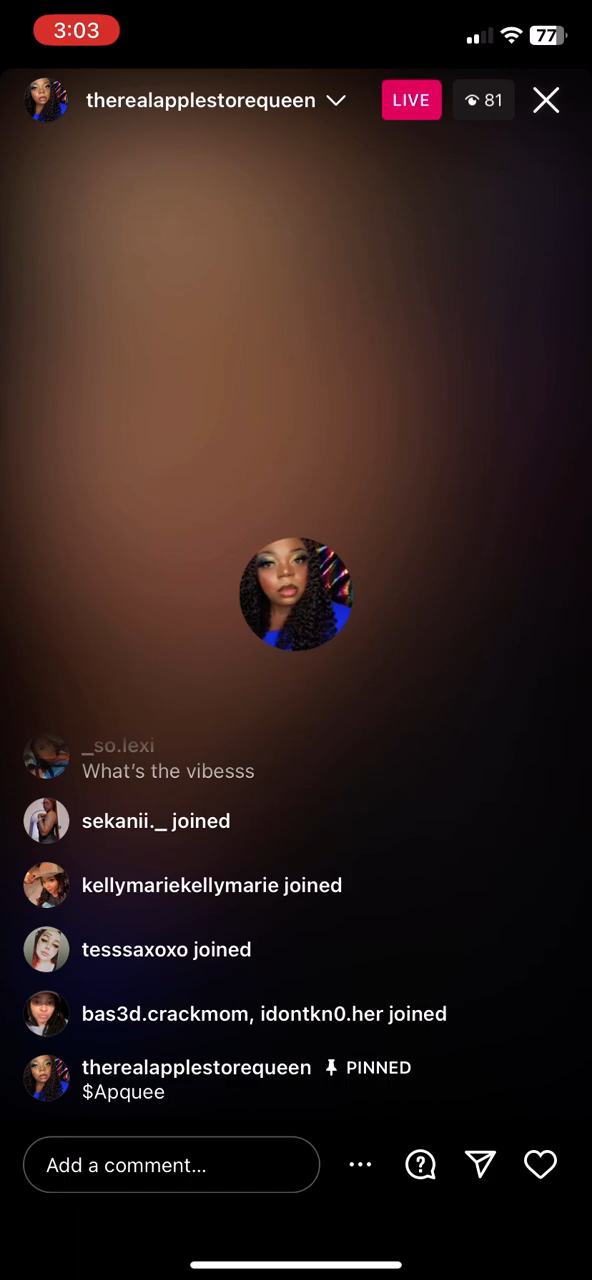 3:03
77
therealapplestorequeen
LIVE
81
_so.lexi
What's the vibesss
sekanii._ joined
kellymariekellymarie joined
tesssaxoxo joined
bas3d.crackmom, idontkn0.her joined
therealapplestorequeen PINNED
$Apquee
Add a comment...